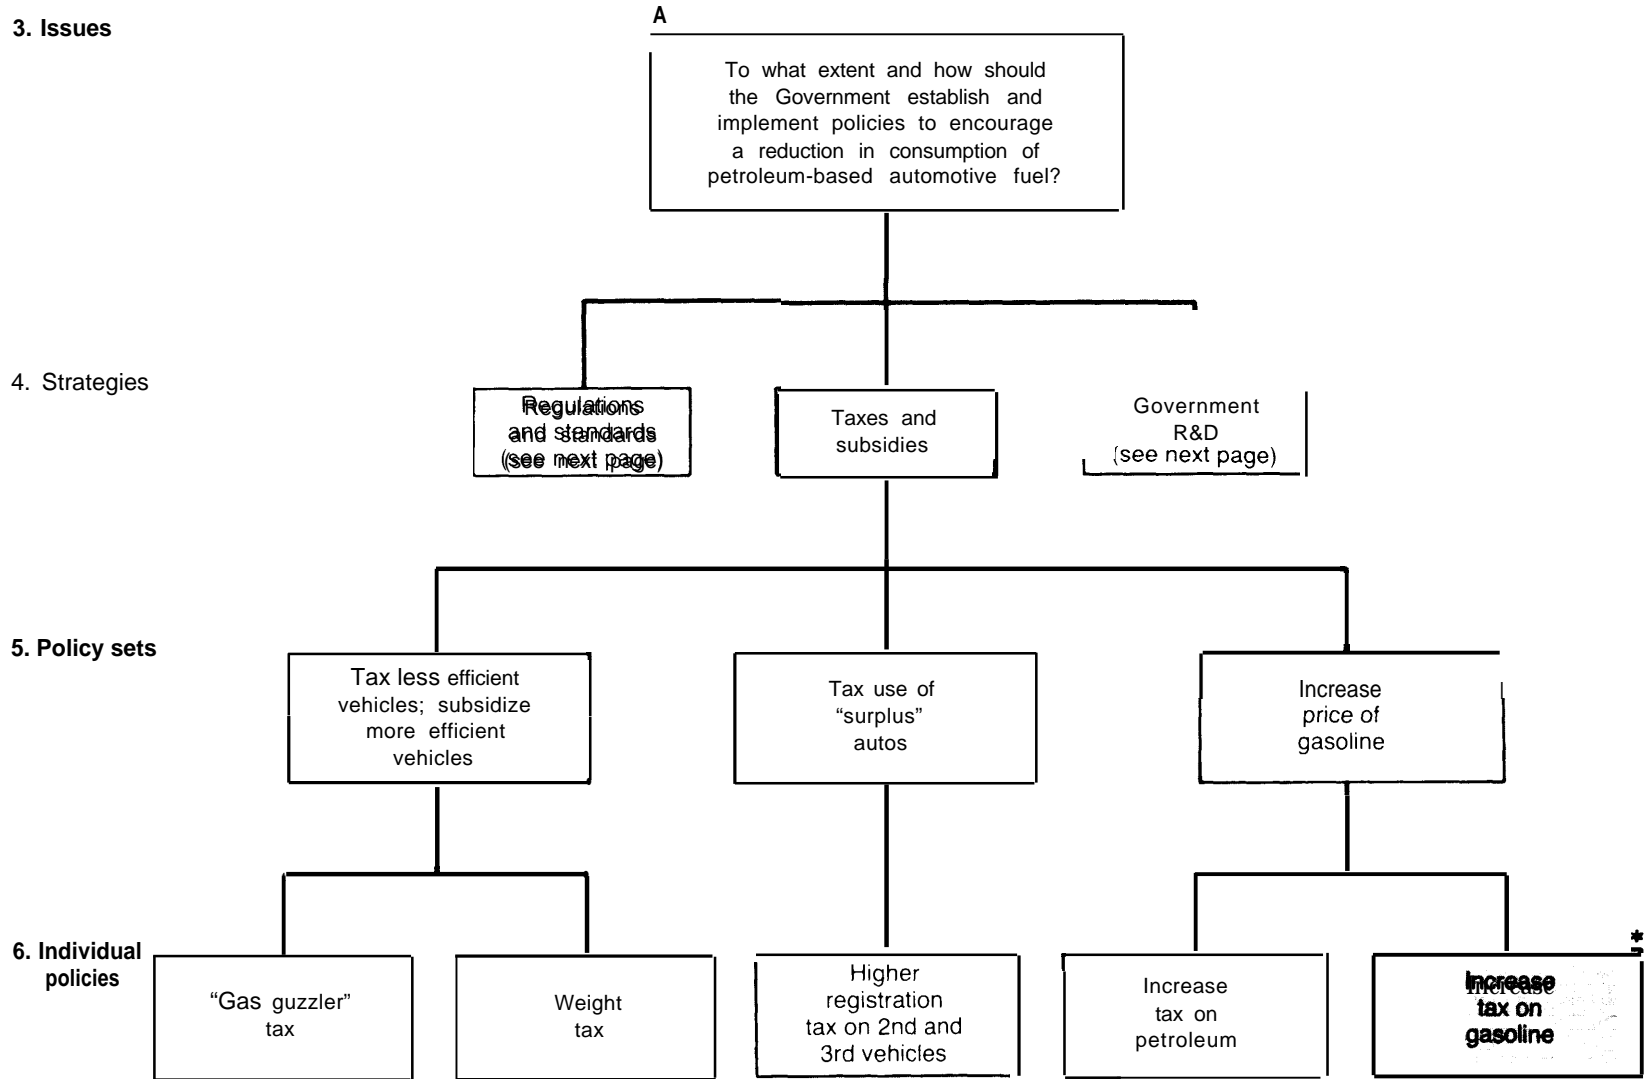 3. Issues
A
To what extent and how should
the Government establish and
implement policies to encourage
a reduction in consumption of
petroleum-based automotive fuel?
4. Strategies
Regulations
and standards
(see next page)
Taxes and
subsidies
Government
R&D
(see next page)
5. Policy sets
Tax less efficient
vehicles; subsidize
more efficient
vehicles
Tax use of
“surplus”
autos
Increase
price of
gasoline
6. Individual
policies
“Gas guzzler”
tax
Weight
tax
Higher
registration
tax on 2nd and
3rd vehicles
Increase
tax on
petroleum
*
Increase
tax on
gasoline